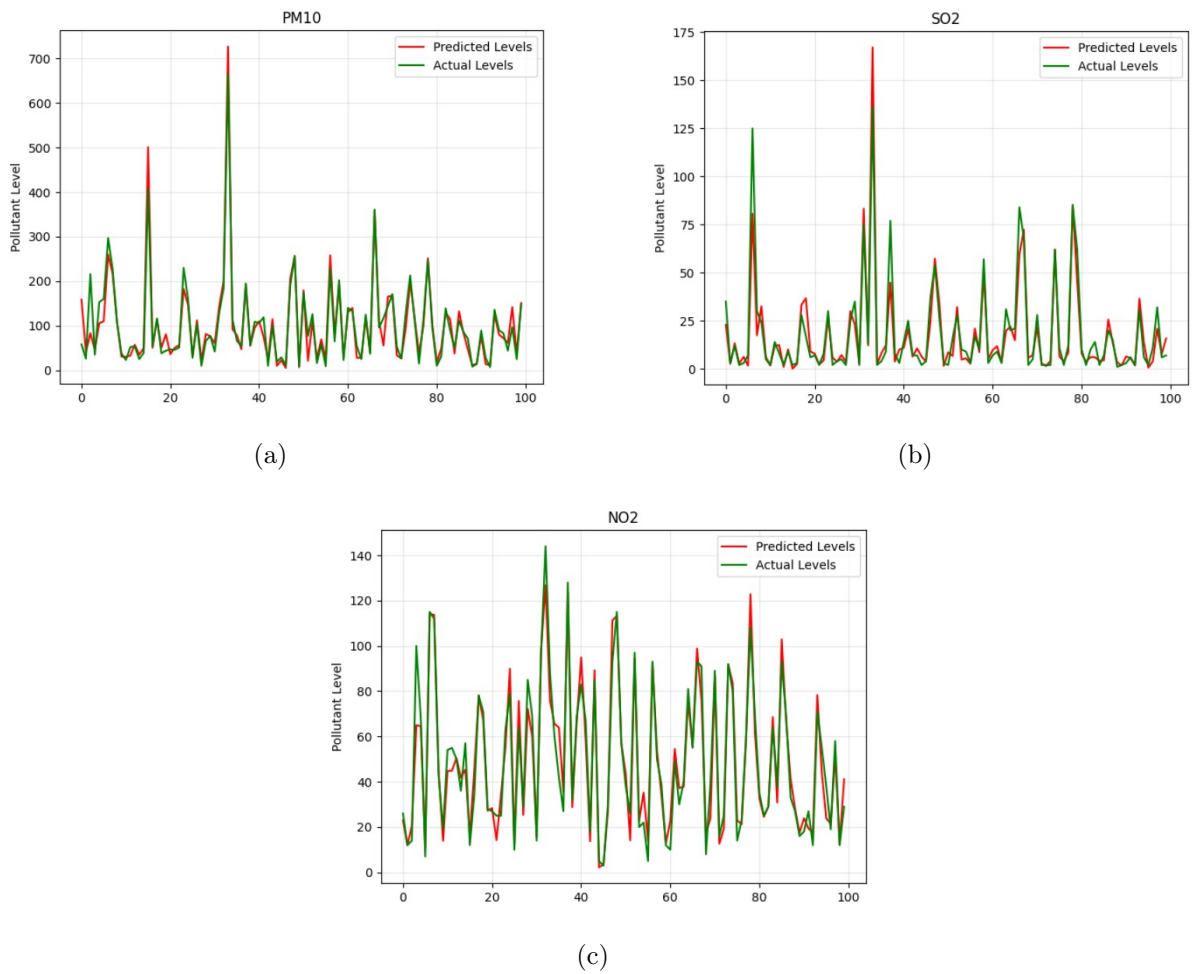 PM10
Predicted Levels
Actual Levels
Pollutant Level
700
600
500
400
300
200
100
0
0 20 40 60 80 100
(a)
SO2
Predicted Levels
Actual Levels
175
150
125
100
75
50
25
0
0 20 40 60 80 100
Pollutant Level
(b)
NO2
Predicted Levels
Actual Levels
Pollutant Level
140
120
100
80
60
40
20
0
0 20 40 60 80 100
(c)